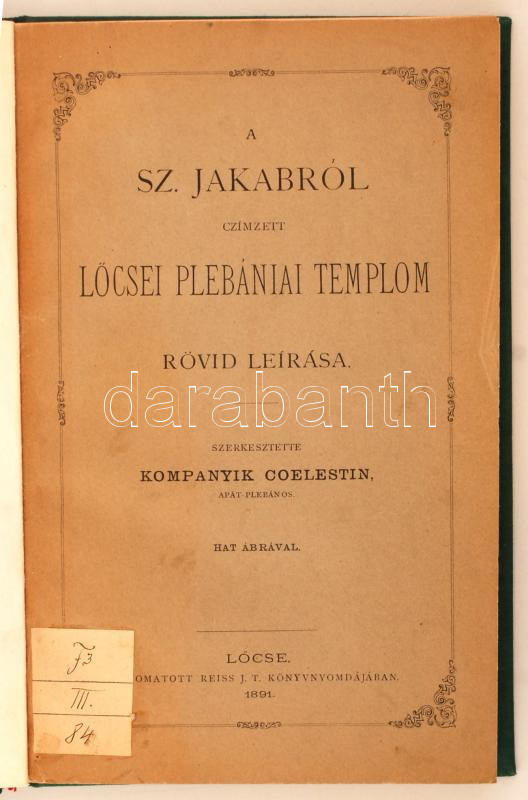 A
SZ. JAKABRÓL
CZÍMZETT
LŐCSEI PLEBÁNIAI TEMPLOM
RÖVID LEÍRÁSA.
darabanth
SZERKESZTETTE
KOMPANYIK COELESTIN,
APÁT-PLEBÁNOS.
HAT ÁBRÁVAL.
LŐCSE.
OMATOTT REISS J. T. KÖNYVNYOMDÁJÁBAN.
1891.
III.
84